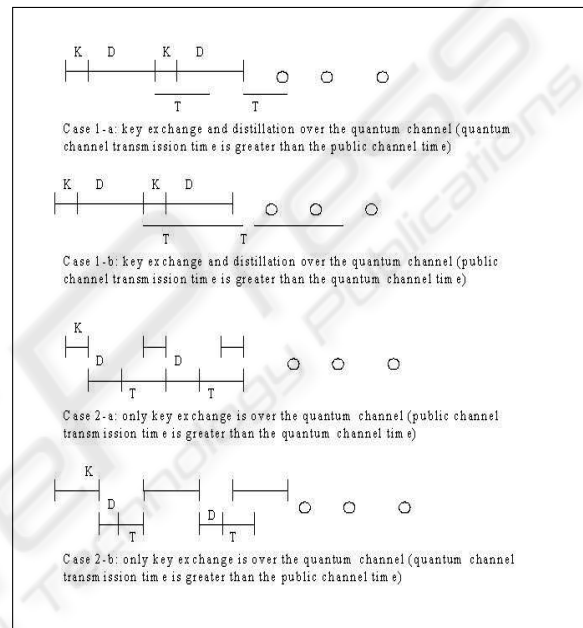 K D K D
T T
Case 1-a: key exchange and distillation over the quantum channel (quantum
channel transmission time is greater than the public channel time)
K D K D
T T
Case 1-b: key exchange and distillation over the quantum channel (public
channel transmission time is greater than the quantum channel time)
K
D D
T T
Case 2-a: only key exchange is over the quantum channel (public channel
transmission time is greater than the quantum channel time)
K
D D
T T
Case 2-b: only key exchange is over the quantum channel (quantum channel
transmission time is greater than the public channel time)
Press
Technology Publications